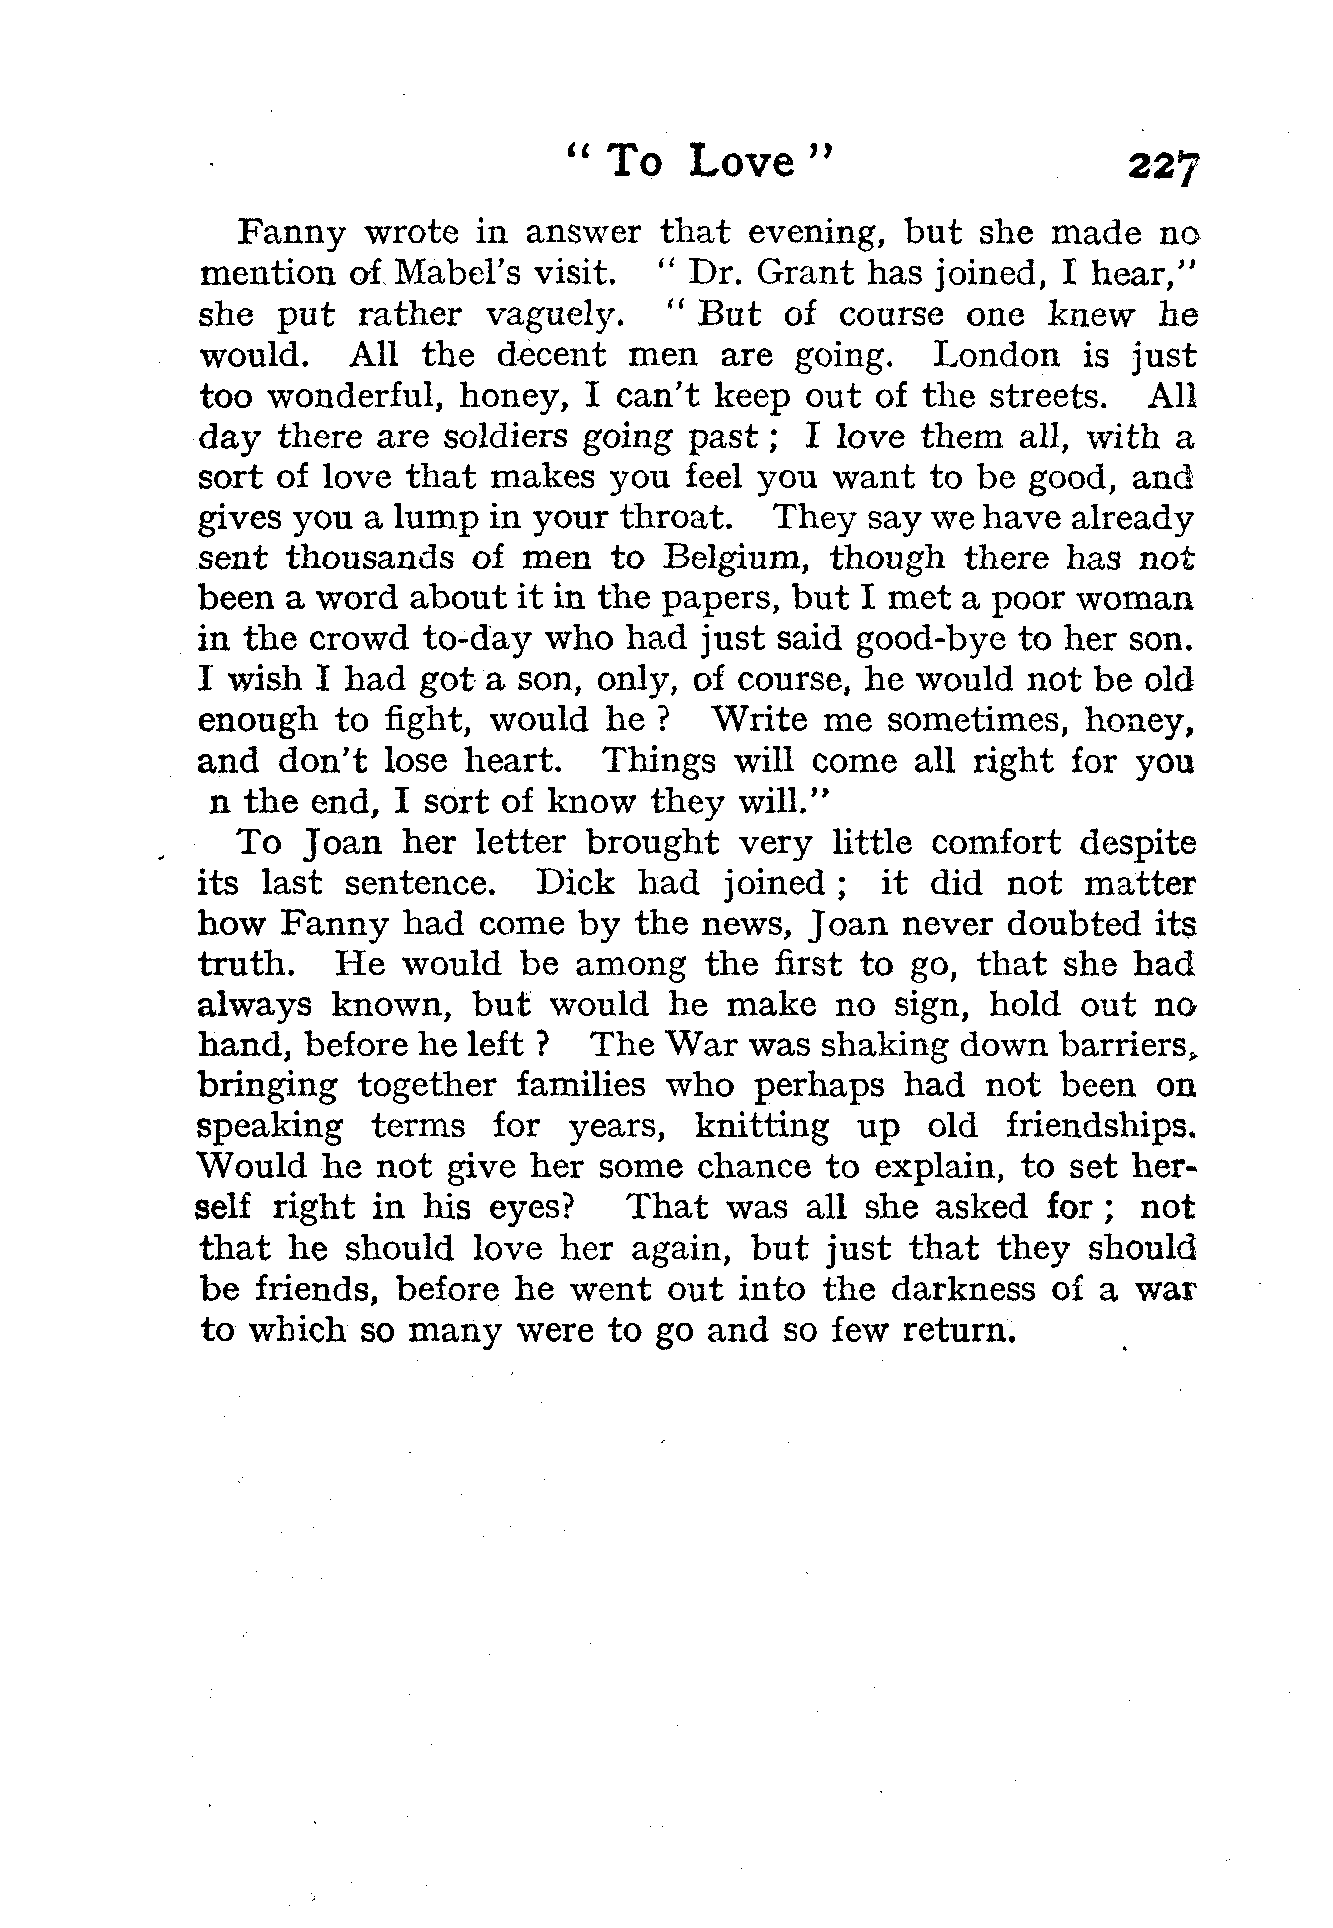 " To Love " 227
Fanny wrote in answer that evening, but she made no
mention of Mabel's visit. " Dr. Grant has joined, I hear,"
she put rather vaguely. " But of course one knew he
would. All the decent men are going. London is just
too wonderful, honey, I can't keep out of the streets. All
day there are soldiers going past ; I love them all, with a
sort of love that makes you feel you want to be good, and
gives you a lump in your throat. They say we have already
sent thousands of men to Belgium, though there has not
been a word about it in the papers, but I met a poor woman
in the crowd to-day who had just said good-bye to her son.
I wish I had got a son, only, of course, he would not be old
enough to fight, would he ? Write me sometimes, honey,
and don't lose heart. Things will come all right for you
n the end, I sort of know they will."
To Joan her letter brought very little comfort despite
its last sentence. Dick had joined ; it did not matter
how Fanny had come by the news, Joan never doubted its
truth. He would be among the first to go, that she had
always known, but would he make no sign, hold out no
hand, before he left ? The War was shaking down barriers,
bringing together families who perhaps had not been on
speaking terms for years, knitting up old friendships.
Would he not give her some chance to explain, to set her-
self right in his eyes? That was all she asked for ; not
that he should love her again, but just that they should
be friends, before he went out into the darkness of a war
to which so many were to go and so few return.